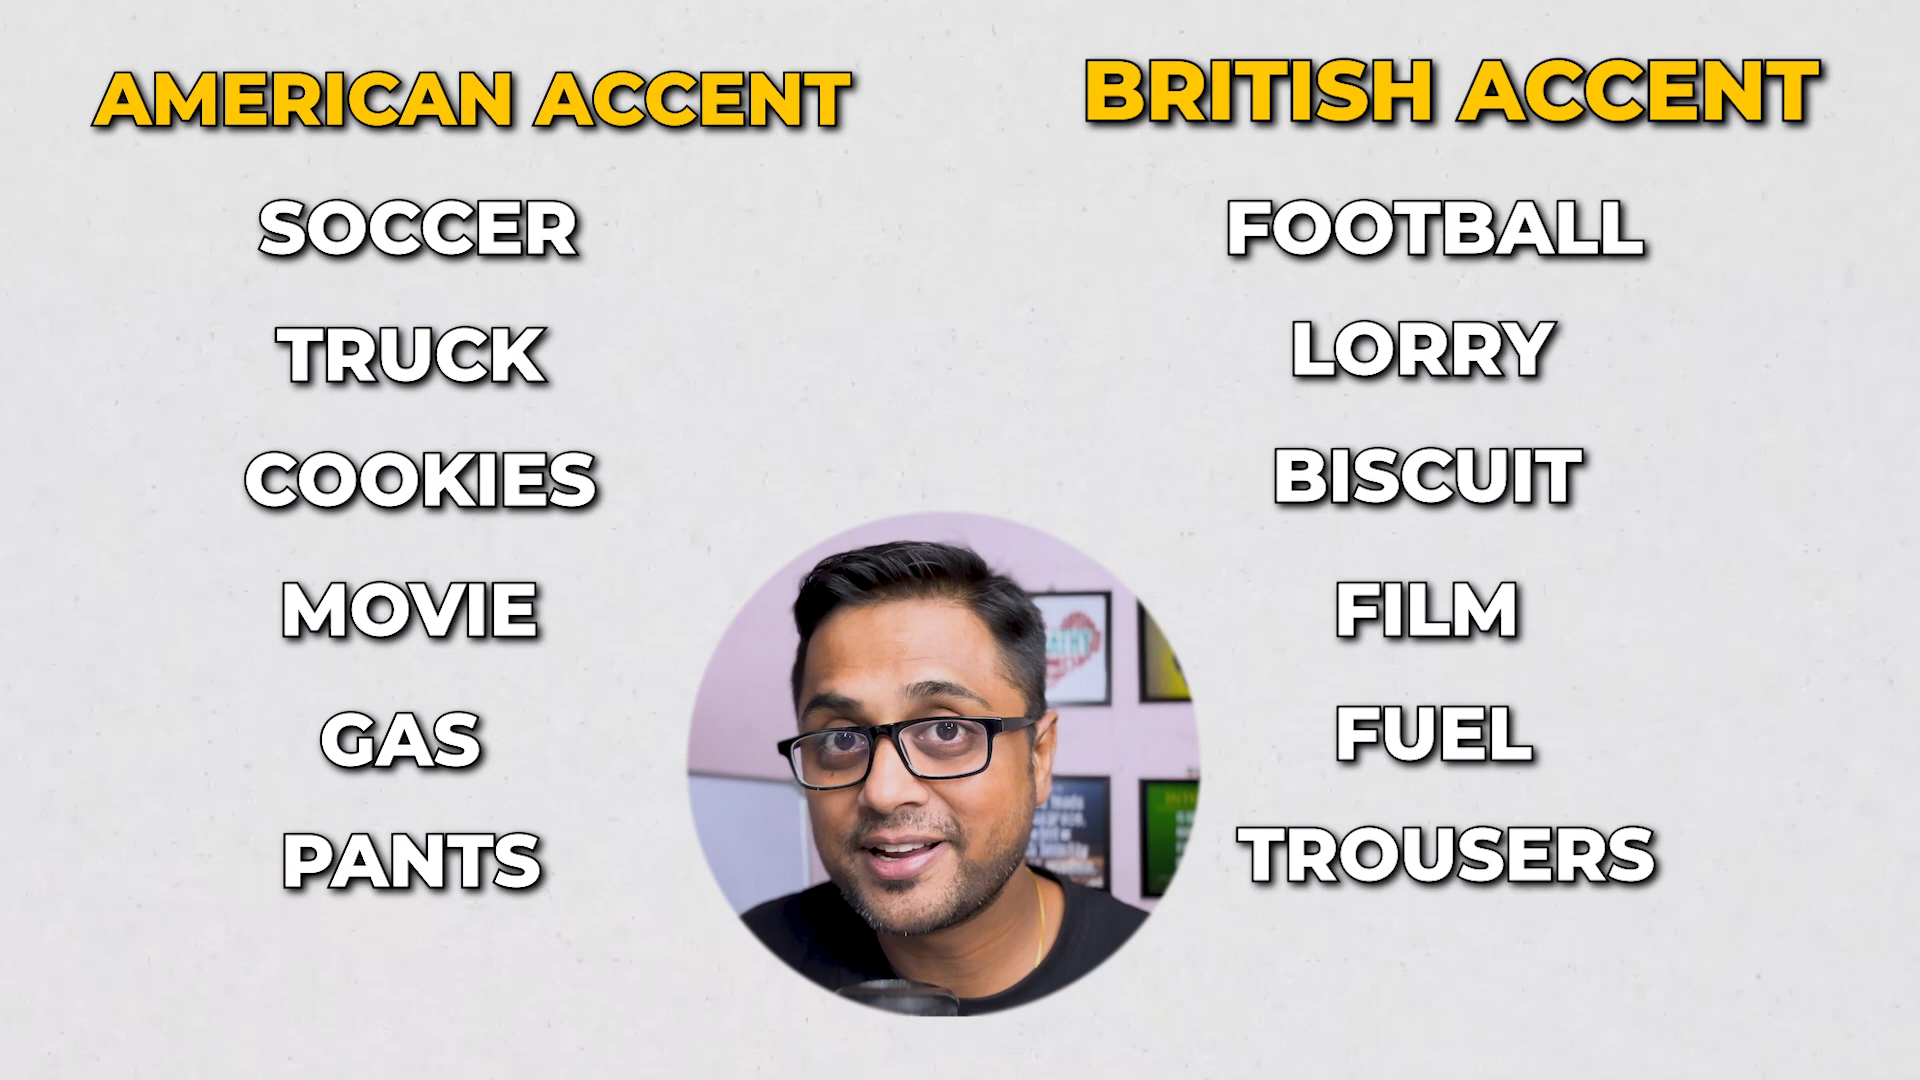 AMERICAN ACCENT
SOCCER
TRUCK
COOKIES
MOVIE
GAS
PANTS
BRITISH ACCENT
FOOTBALL
LORRY
BISCUIT
FILM
FUEL
TROUSERS